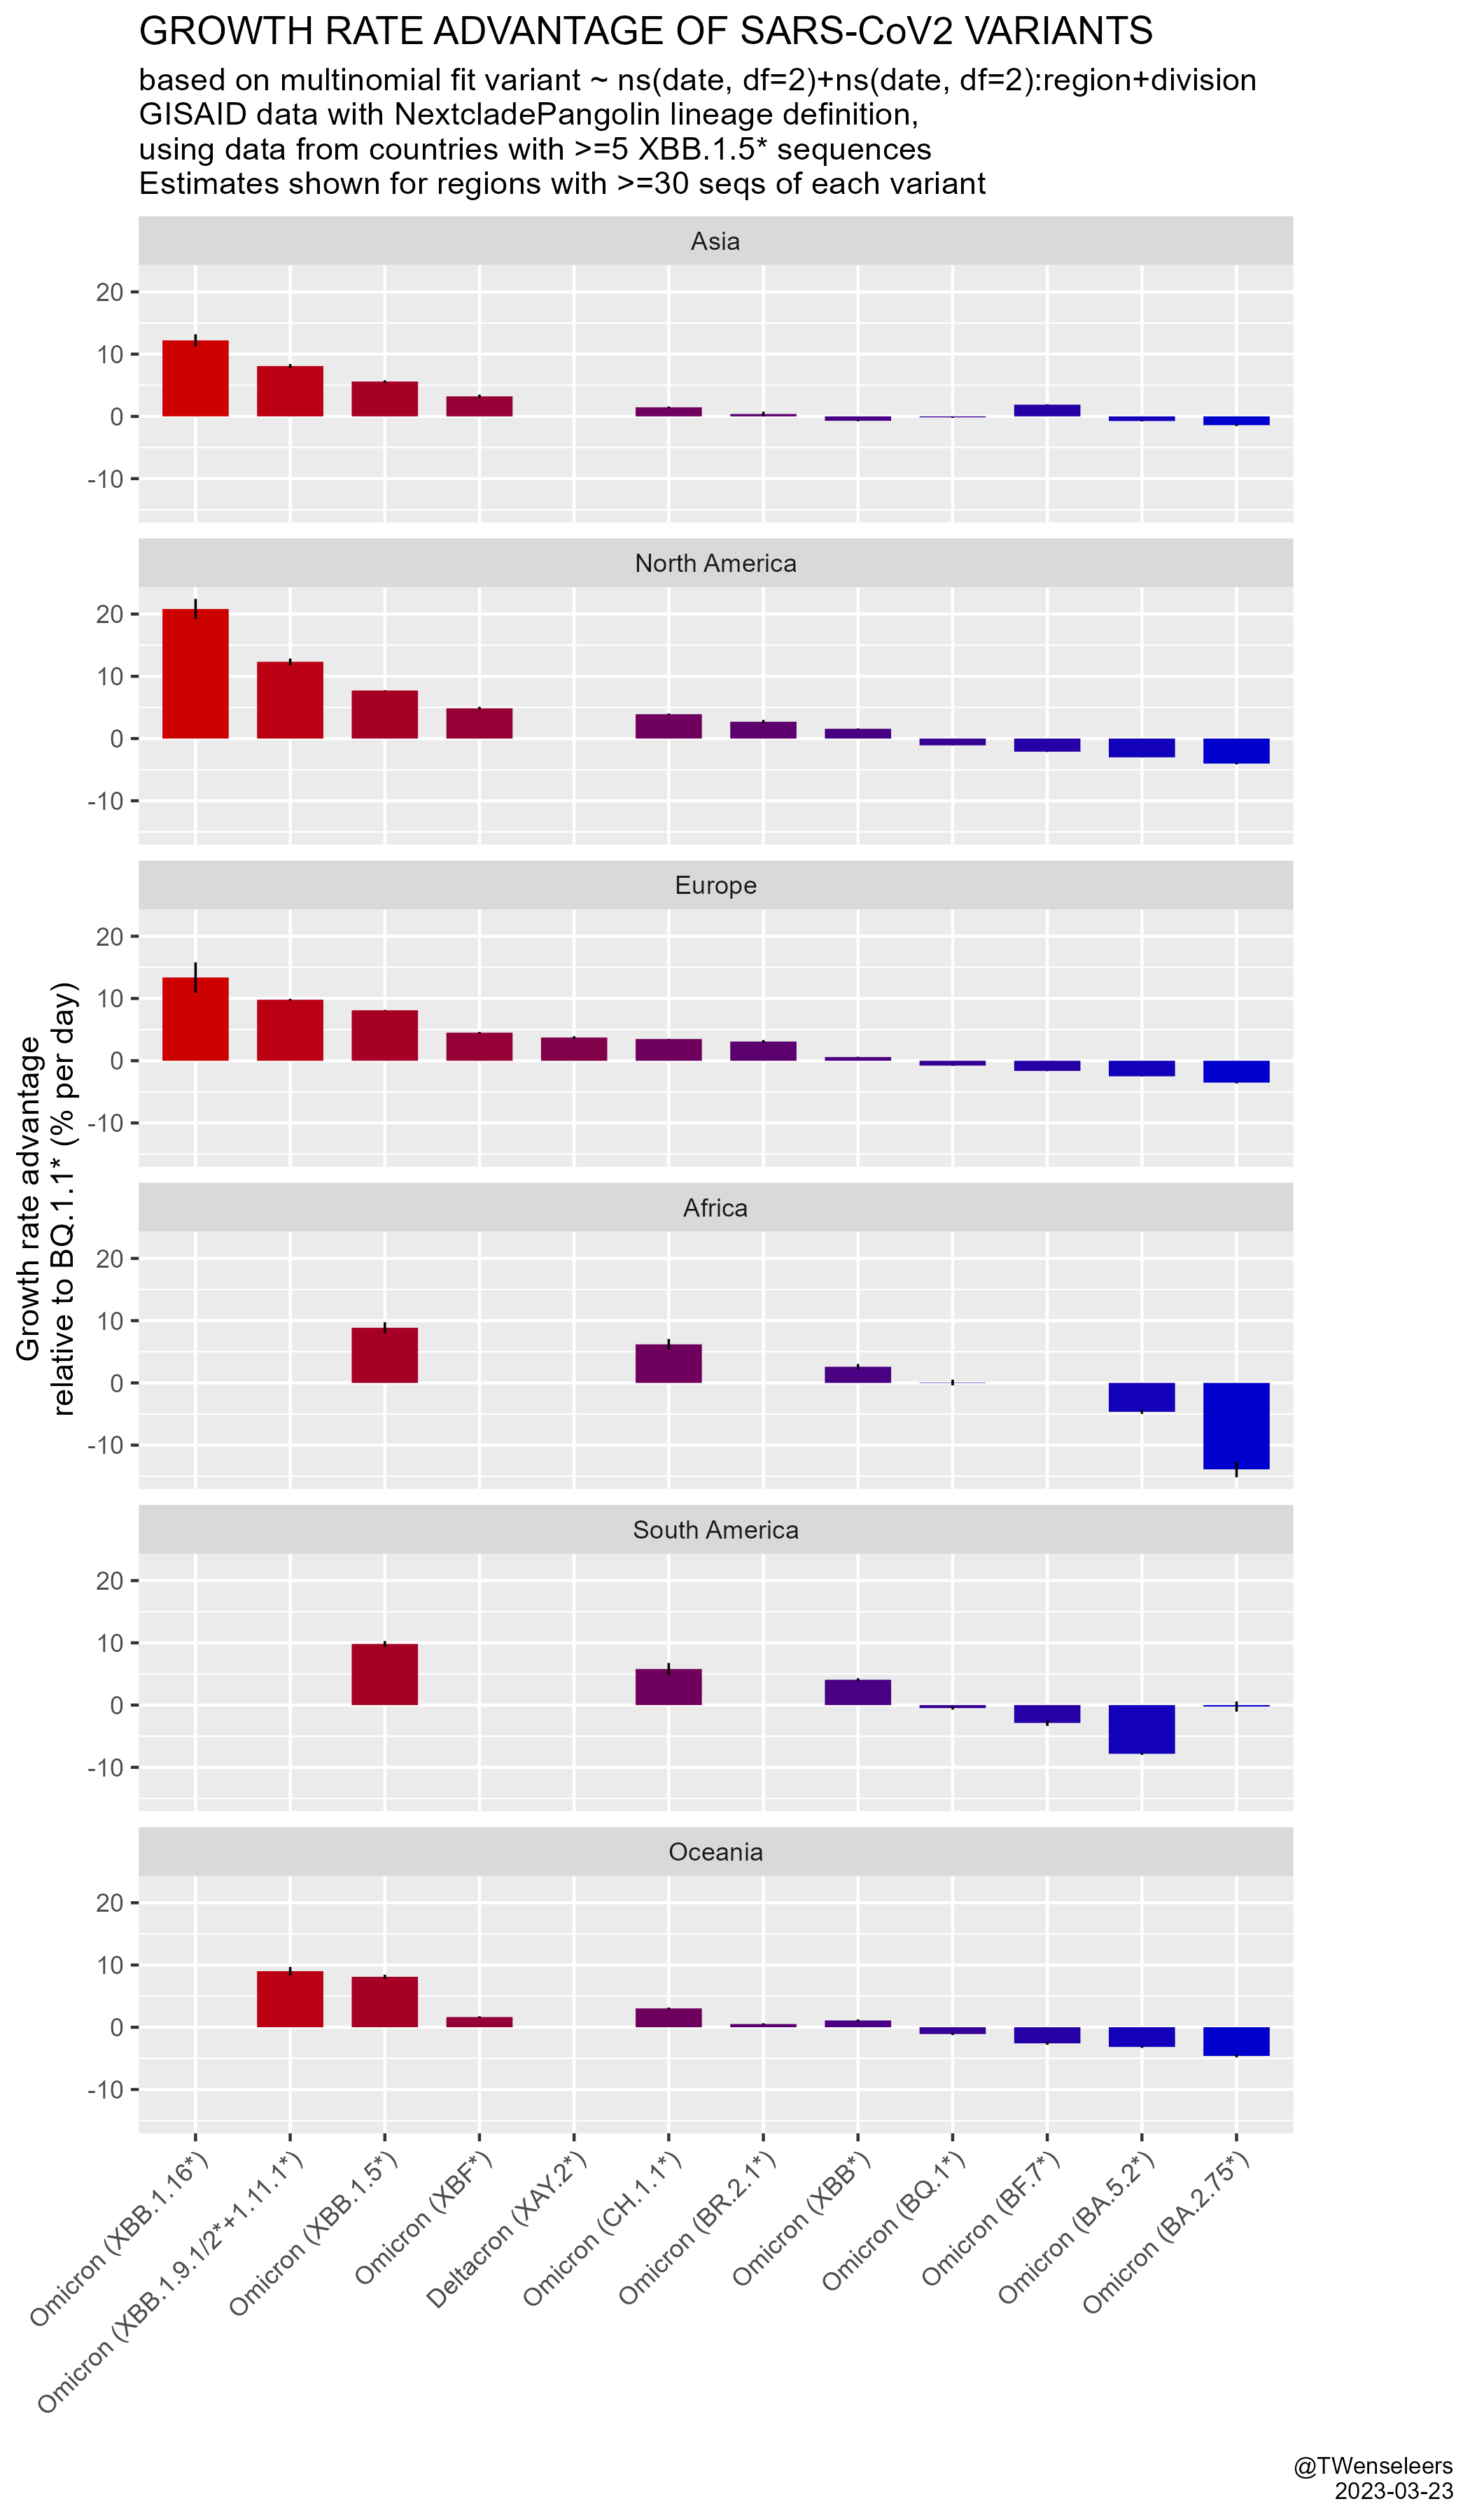 GROWTH RATE ADVANTAGE OF SARS-CoV2 VARIANTS
based on multinomial fit variant ~ ns(date, df=2)+ns(date, df=2):region+division
GISAID data with NextcladePangolin lineage definition,
using data from countries with >=5 XBB.1.5* sequences
Estimates shown for regions with >=30 seqs of each variant
Growth rate advantage
relative to BQ.1.1* (% per day)
Asia
20
10
0
-10
North America
20
10
0
-10
Europe
20
10
0
-10
Africa
20
10
0
-10
South America
20
10
0
-10
Oceania
20
10
0
-10
Omicron (XBB.1.16*)
Omicron (XBB.1.9.1/2*+1.11.1*)
Omicron (XBB.1.5*)
Omicron (XBF*)
Deltacron (XAY.2*)
Omicron (CH.1.1*)
Omicron (BR.2.1*)
Omicron (XBB*)
Omicron (BQ.1*)
Omicron (BF.7*)
Omicron (BA.5.2*)
Omicron (BA.2.75*)
@TWenseleers
2023-03-23